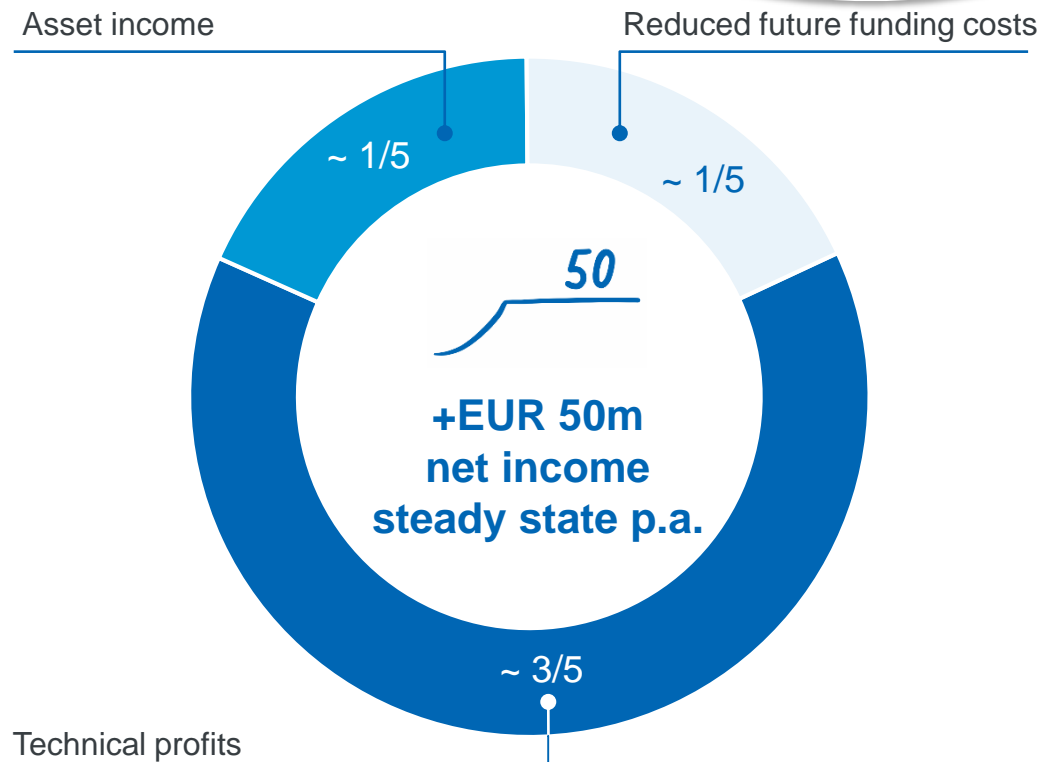 Asset income
Reduced future funding costs
~ 1/5
~ 1/5
50
+EUR 50m
net income
steady state p.a.
~ 3/5
Technical profits